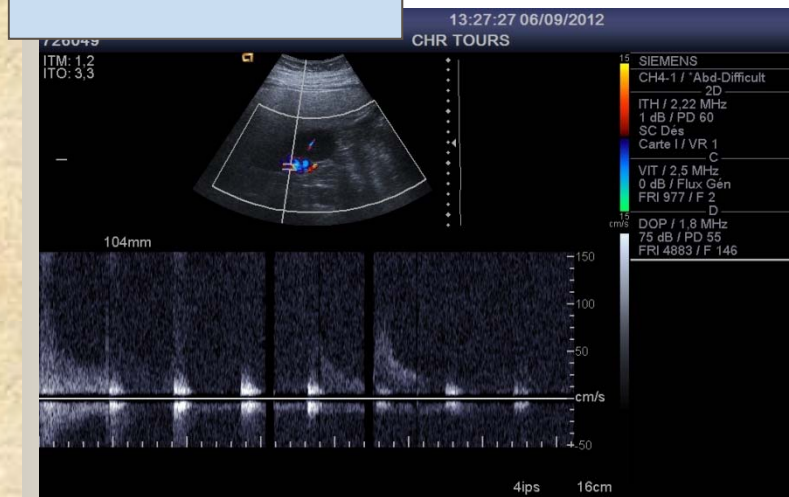 13:27:27 06/09/2012
726049
CHR TOURS
ITM: 1,2
ITO: 3,3
15
15
cm/s
SIEMENS
CH4-1 / *Abd-Difficult
2D
ITH / 2,22 MHz
1 dB / PD 60
SC Dés
Carte I / VR 1
C
VIT / 2,5 MHz
0 dB / Flux Gén
FRI 977 / F 2
D
DOP / 1,8 MHz
75 dB / PD 55
FRI 4883 / F 146
104mm
150
100
50
cm/s
-50
4ips 16cm